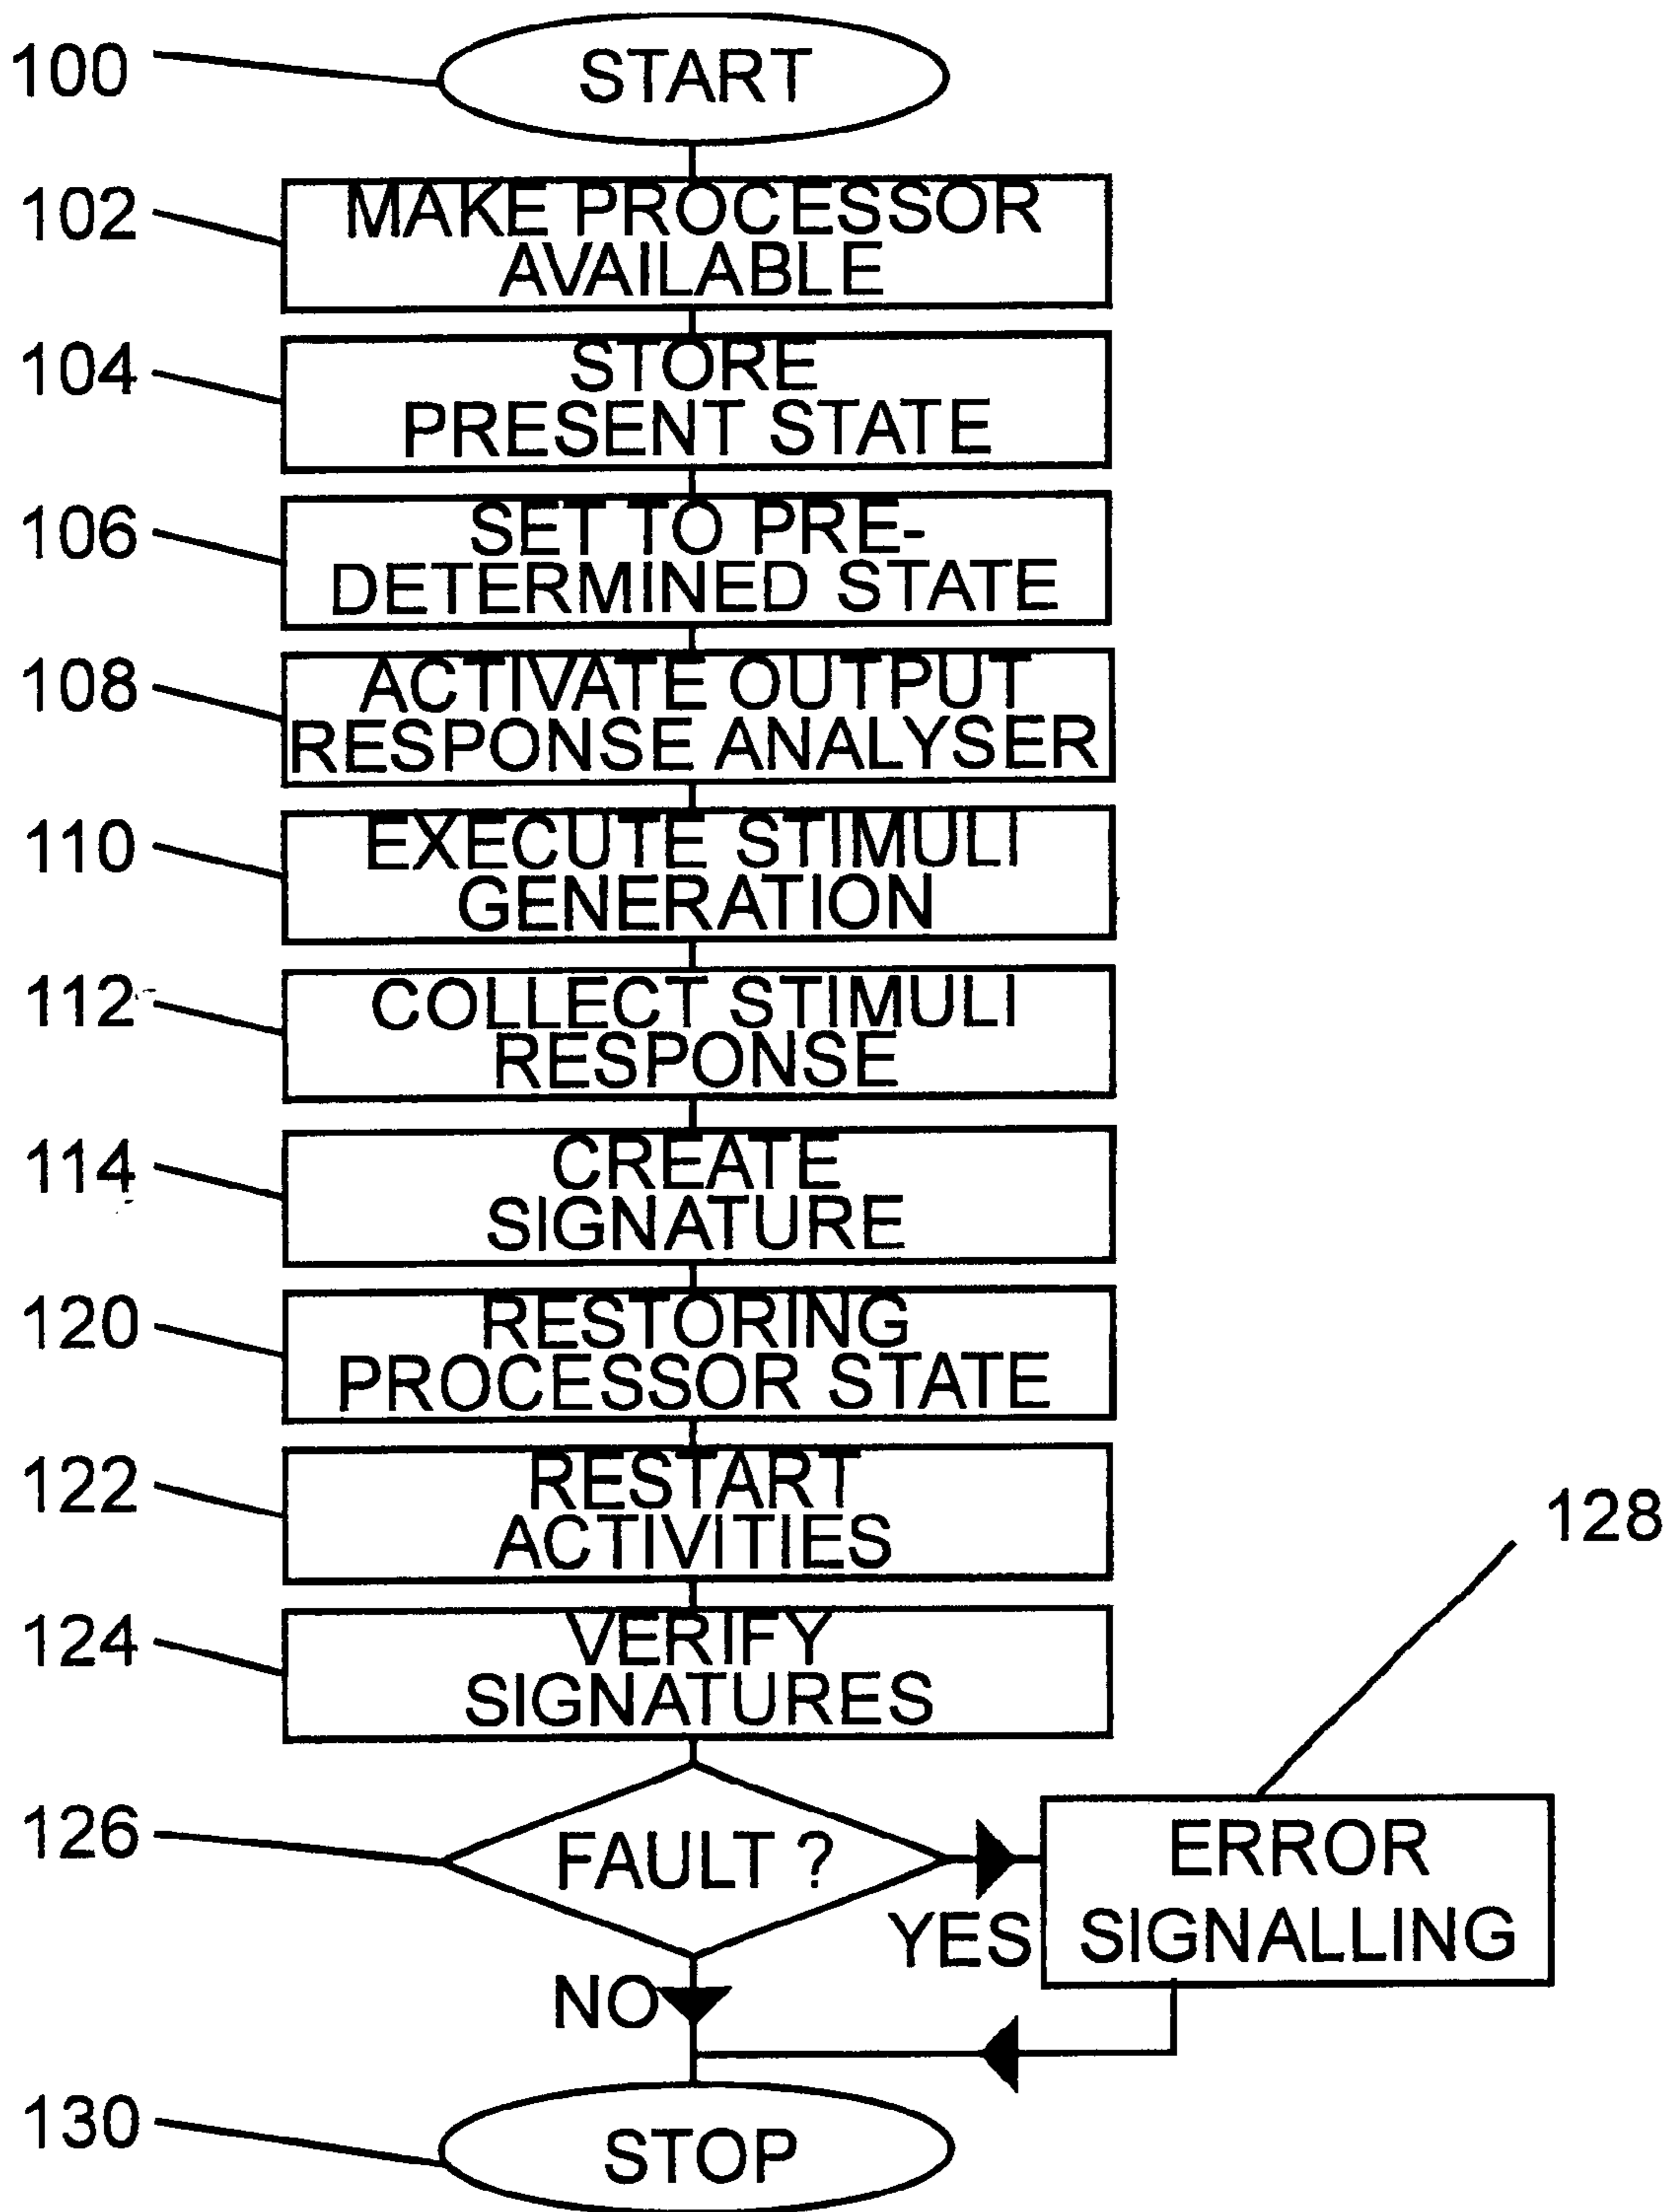 100
START
102
MAKE PROCESSOR
AVAILABLE
104
STORE
PRESENT STATE
106
SET TO PRE-
DETERMINED STATE
108
ACTIVATE OUTPUT
RESPONSE ANALYSER
110
EXECUTE STIMULI
GENERATION
112
COLLECT STIMULI
RESPONSE
114
CREATE
SIGNATURE
120
RESTORING
PROCESSOR STATE
122
RESTART
ACTIVITIES
128
124
VERIFY
SIGNATURES
126
FAULT ?
YES
ERROR
SIGNALLING
NO
130
STOP